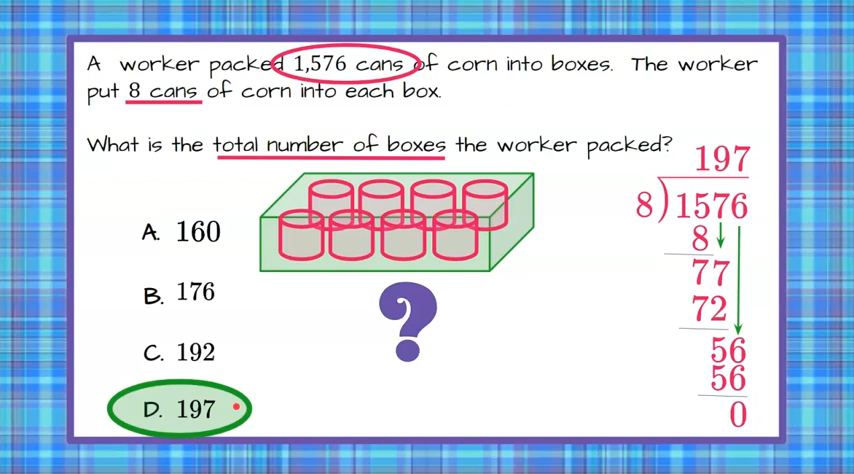 A worker packed 1,576 cans of corn into boxes. The worker
put 8 cans of corn into each box.
What is the total number of boxes the worker packed?
A. 160
B. 176
C. 192
D. 197
?
197
8)1576
8
77
72
56
56
0